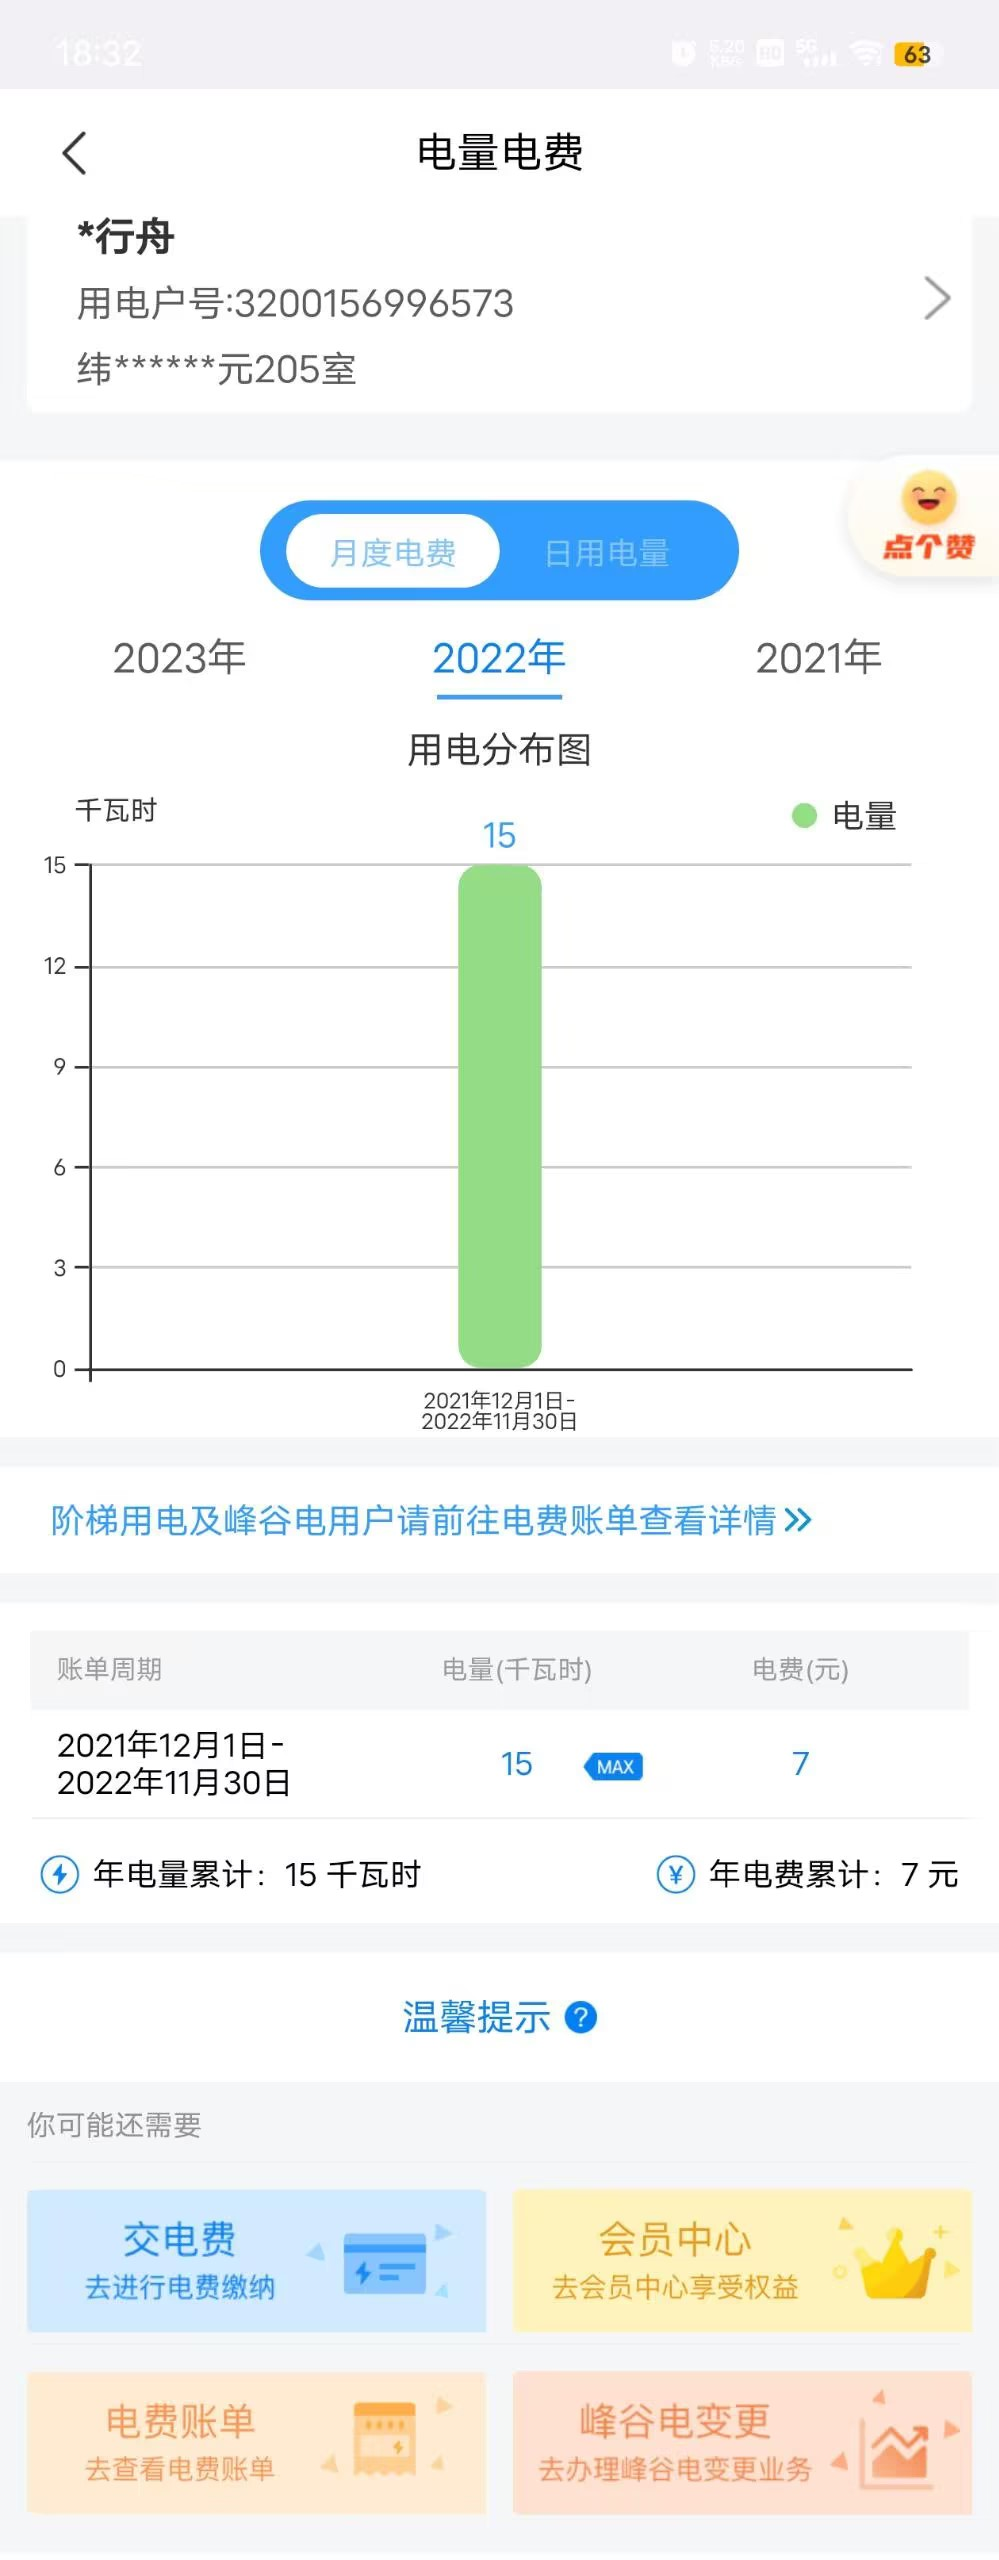 18:32
5.20
KB/s
HD
5G
63
电量电费
*行舟
用电户号:3200156996573
纬******元205室
点个赞
月度电费 日用电量
2023年 2022年 2021年
用电分布图
千瓦时
电量
15
15
12
9
6
3
0
2021年12月1日-
2022年11月30日
阶梯用电及峰谷电用户请前往电费账单查看详情
账单周期 电量(千瓦时) 电费(元)
2021年12月1日-
2022年11月30日
15 MAX 7
年电量累计：15 千瓦时 ¥ 年电费累计：7 元
温馨提示 ?
你可能还需要
交电费
去进行电费缴纳
会员中心
去会员中心享受权益
电费账单
去查看电费账单
峰谷电变更
去办理峰谷电变更业务